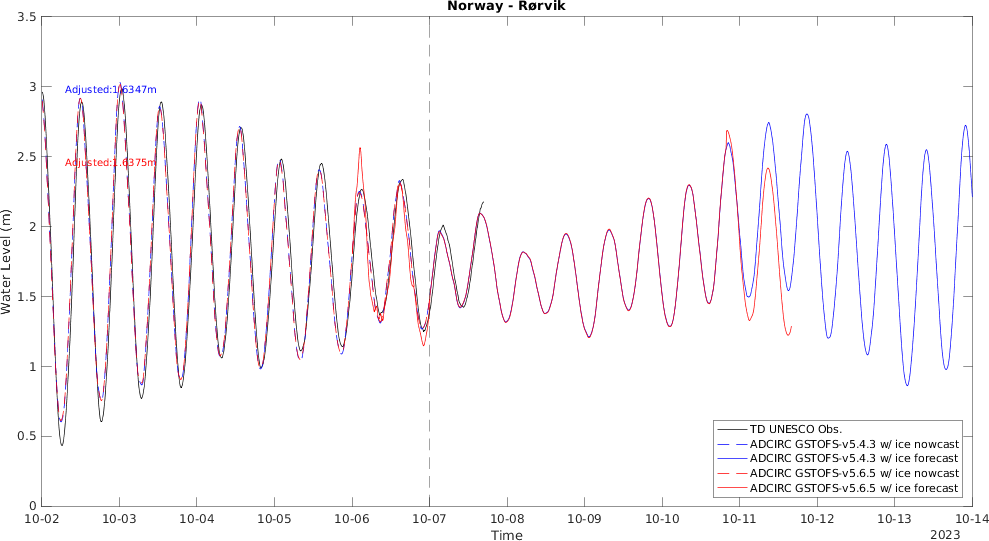 Norway - Rørvik
3.5
3
2.5
2
1.5
1
0.5
0
Water Level (m)
Adjusted:1.6347m
Adjusted:1.6375m
TD UNESCO Obs.
ADCIRC GSTOFS-v5.4.3 w/ ice nowcast
ADCIRC GSTOFS-v5.4.3 w/ ice forecast
ADCIRC GSTOFS-v5.6.5 w/ ice nowcast
ADCIRC GSTOFS-v5.6.5 w/ ice forecast
10-02 10-03 10-04 10-05 10-06 10-07 10-08 10-09 10-10 10-11 10-12 10-13 10-14
Time
2023